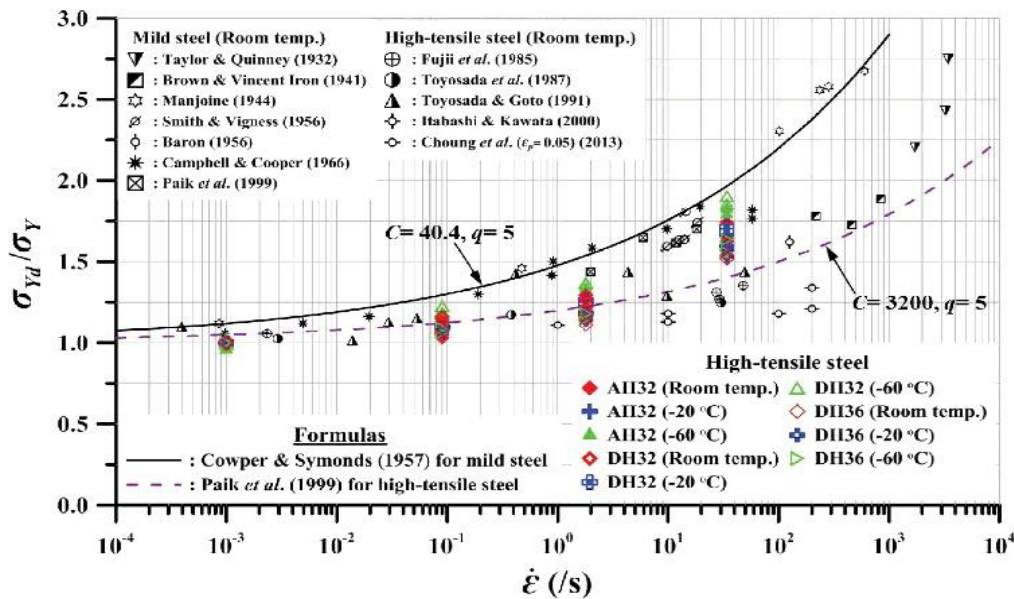 3.0
2.5
2.0
1.5
1.0
0.5
0.0
σYd/σY
Mild steel (Room temp.)
: Taylor & Quinney (1932)
: Brown & Vincent Iron (1941)
: Manjoine (1944)
: Smith & Vigness (1956)
: Baron (1956)
: Campbell & Cooper (1966)
: Paik et al. (1999)
High-tensile steel (Room temp.)
: Fujii et al. (1985)
: Toyosada et al. (1987)
: Toyosada & Goto (1991)
: Itabashi & Kawata (2000)
: Choung et al. (εp= 0.05) (2013)
C= 40.4, q= 5
C= 3200, q= 5
High-tensile steel
AH32 (Room temp.)
AH32 (-20 °C)
AH32 (-60 °C)
DH32 (Room temp.)
DH32 (-20 °C)
DH32 (-60 °C)
DH36 (Room temp.)
DH36 (-20 °C)
DH36 (-60 °C)
Formulas
: Cowper & Symonds (1957) for mild steel
: Paik et al. (1999) for high-tensile steel
10⁻⁴ 10⁻³ 10⁻² 10⁻¹ 10⁰ 10¹ 10² 10³ 10⁴
ε̇ (/s)